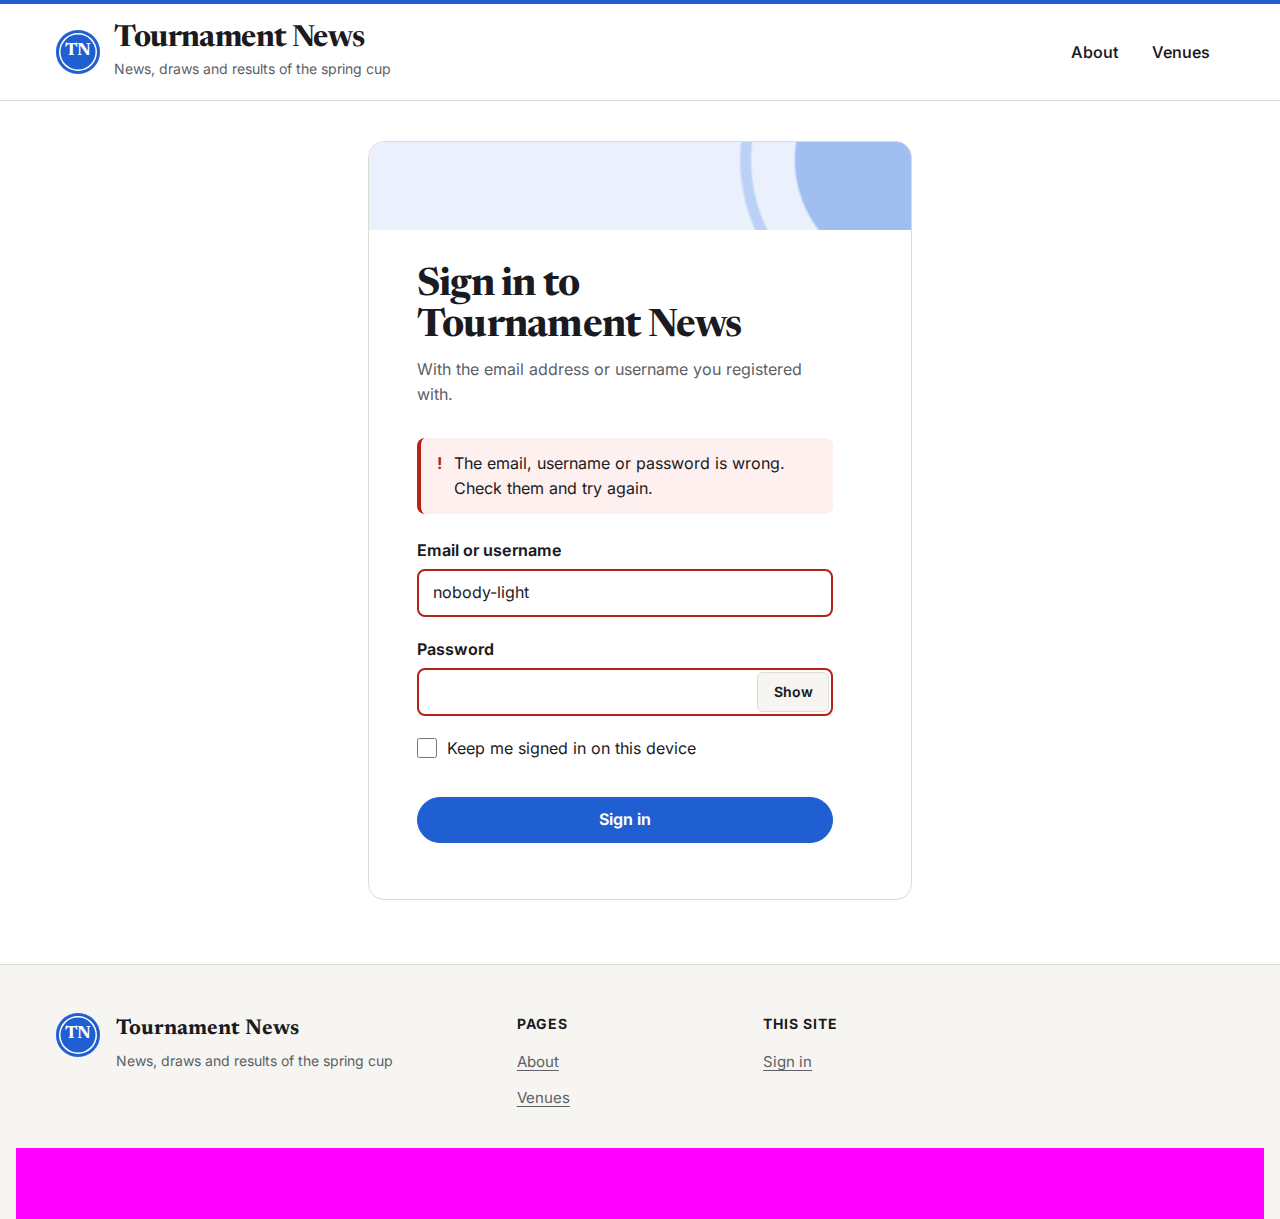 TN
Tournament News
News, draws and results of the spring cup
About
Venues
Sign in to
Tournament News
With the email address or username you registered
with.
! The email, username or password is wrong.
Check them and try again.
Email or username
nobody-light
Password
Show
Keep me signed in on this device
Sign in
TN
Tournament News
News, draws and results of the spring cup
PAGES
About
Venues
THIS SITE
Sign in